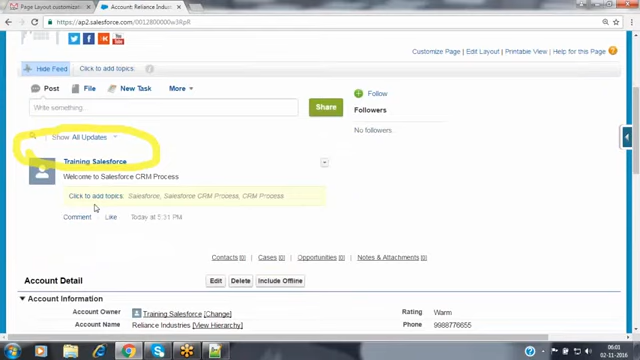 Page Layout customizatio
Account: Reliance Indus
https://ap2.salesforce.com/0012800000w3RpR
Customize Page | Edit Layout | Printable View | Help for this Page
Hide Feed
Click to add topics:
Post File New Task More
Follow
Write something...
Share
Followers
No followers.
Show All Updates
Training Salesforce
Welcome to Salesforce CRM Process
Click to add topics: Salesforce, Salesforce CRM Process, CRM Process
Comment Like Today at 5:31 PM
Contacts [0] | Cases [0] | Opportunities [0] | Notes & Attachments [0]
Account Detail
Edit Delete Include Offline
Account Information
Account Owner Training Salesforce [Change] Rating Warm
Account Name Reliance Industries [View Hierarchy] Phone 9988776655
06:01
02-11-2016